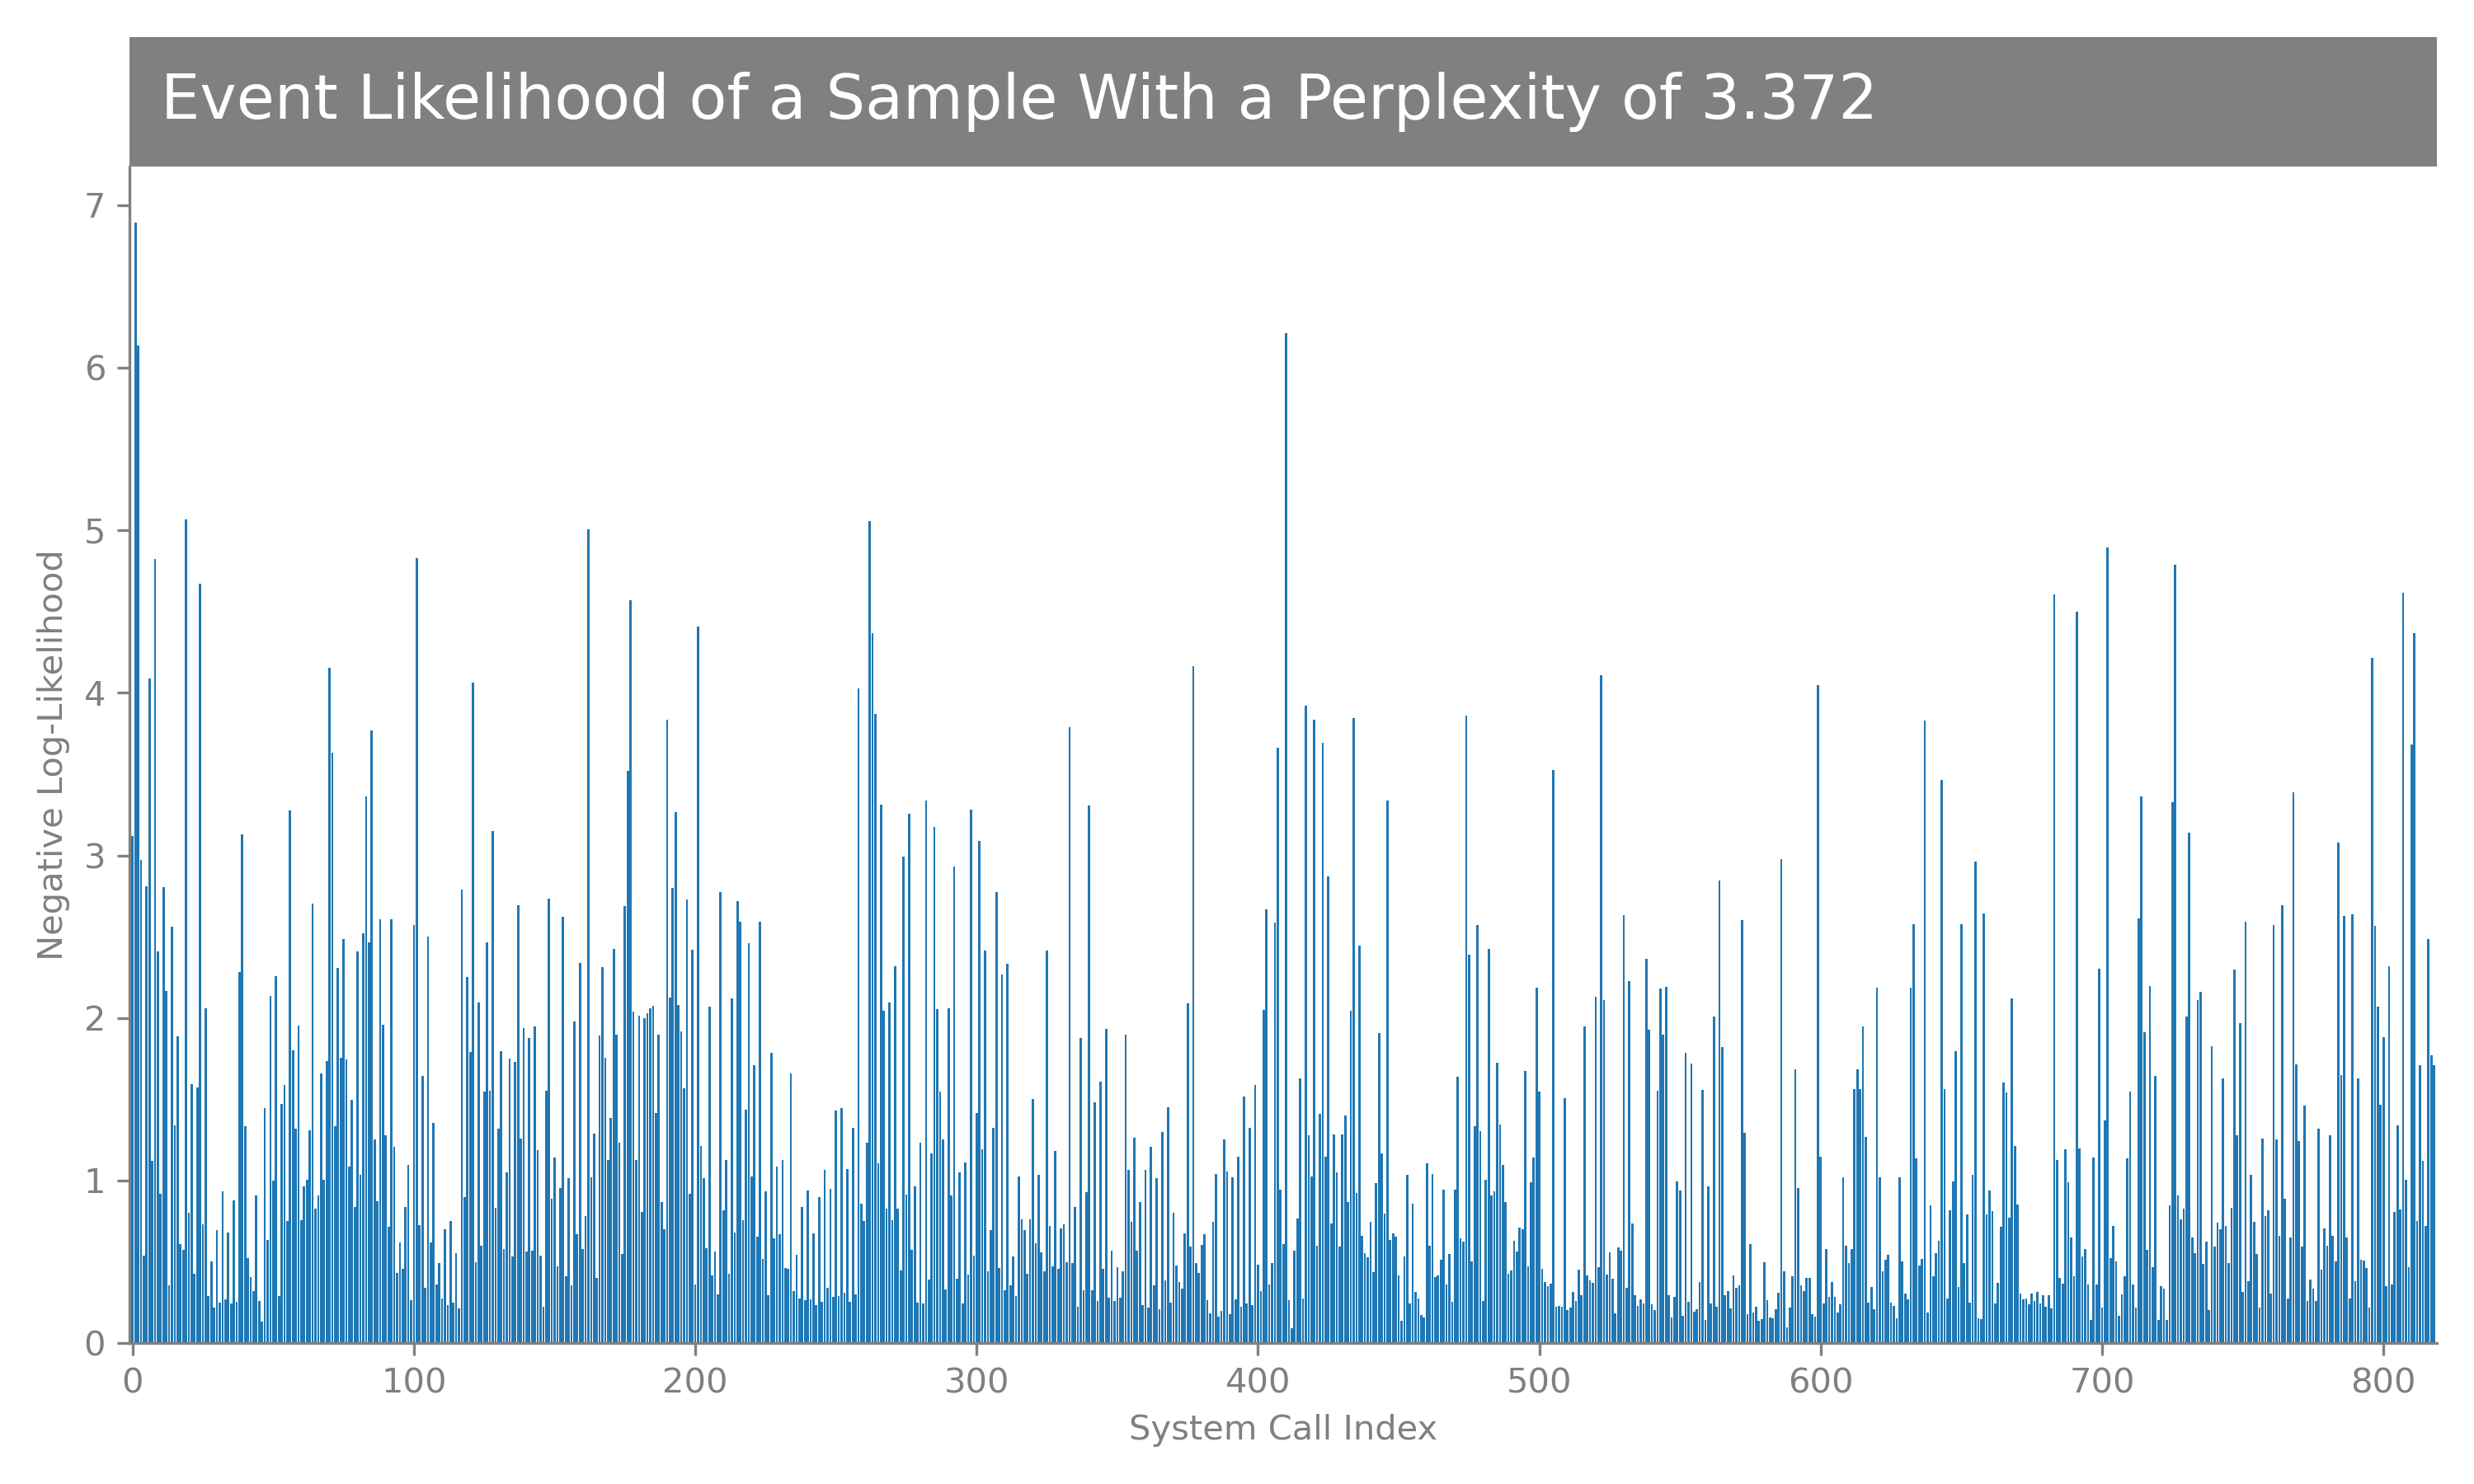 Event Likelihood of a Sample With a Perplexity of 3.372
7
6
5
4
3
2
1
0
Negative Log-Likelihood
0 100 200 300 400 500 600 700 800
System Call Index